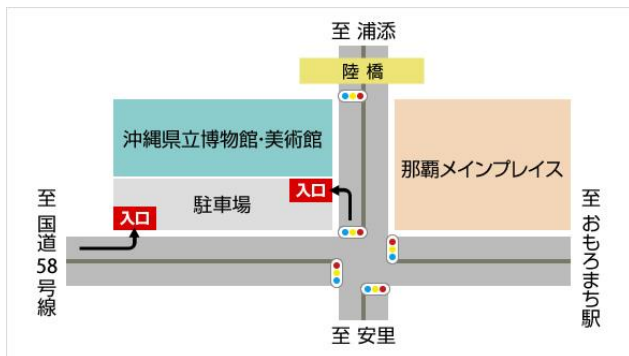 至 浦添
陸橋
沖縄県立博物館・美術館
那覇メインプレイス
入口
駐車場
入口
至 国道58号線
至 おもろまち駅
至 安里